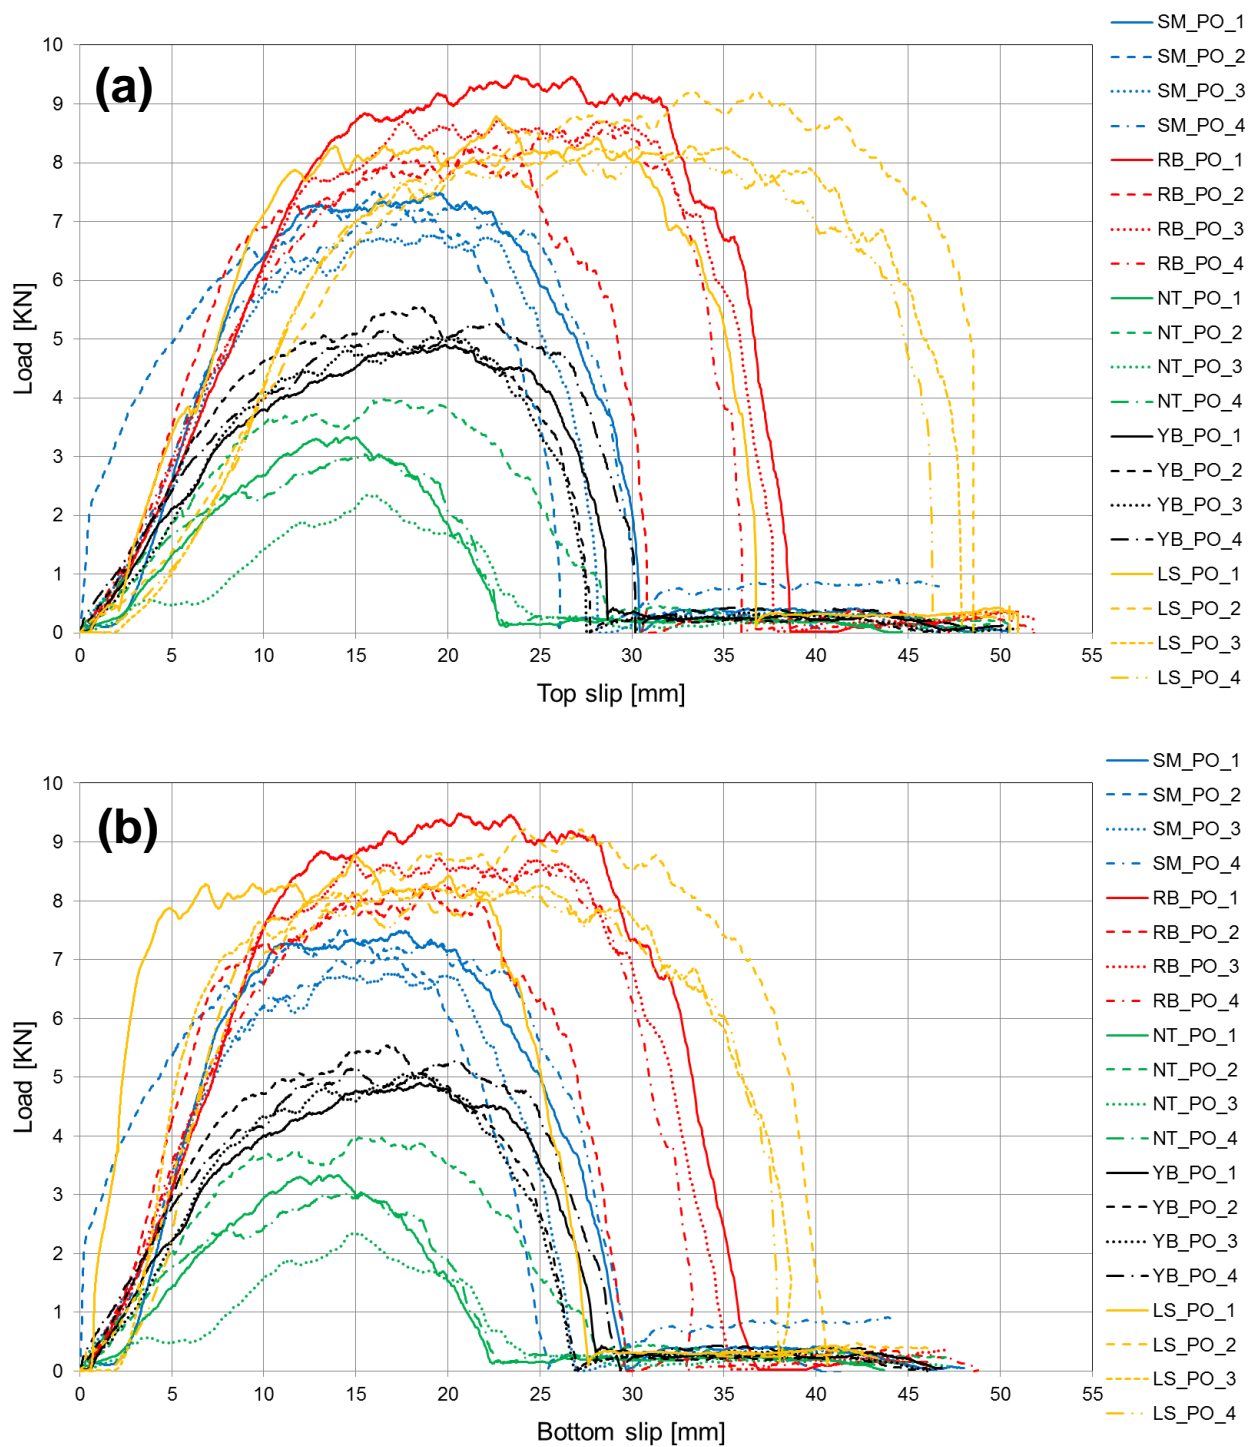 (a)
Load [KN]
10
9
8
7
6
5
4
3
2
1
0
0 5 10 15 20 25 30 35 40 45 50 55
Top slip [mm]
SM_PO_1
SM_PO_2
SM_PO_3
SM_PO_4
RB_PO_1
RB_PO_2
RB_PO_3
RB_PO_4
NT_PO_1
NT_PO_2
NT_PO_3
NT_PO_4
YB_PO_1
YB_PO_2
YB_PO_3
YB_PO_4
LS_PO_1
LS_PO_2
LS_PO_3
LS_PO_4
(b)
Load [KN]
10
9
8
7
6
5
4
3
2
1
0
0 5 10 15 20 25 30 35 40 45 50 55
Bottom slip [mm]
SM_PO_1
SM_PO_2
SM_PO_3
SM_PO_4
RB_PO_1
RB_PO_2
RB_PO_3
RB_PO_4
NT_PO_1
NT_PO_2
NT_PO_3
NT_PO_4
YB_PO_1
YB_PO_2
YB_PO_3
YB_PO_4
LS_PO_1
LS_PO_2
LS_PO_3
LS_PO_4